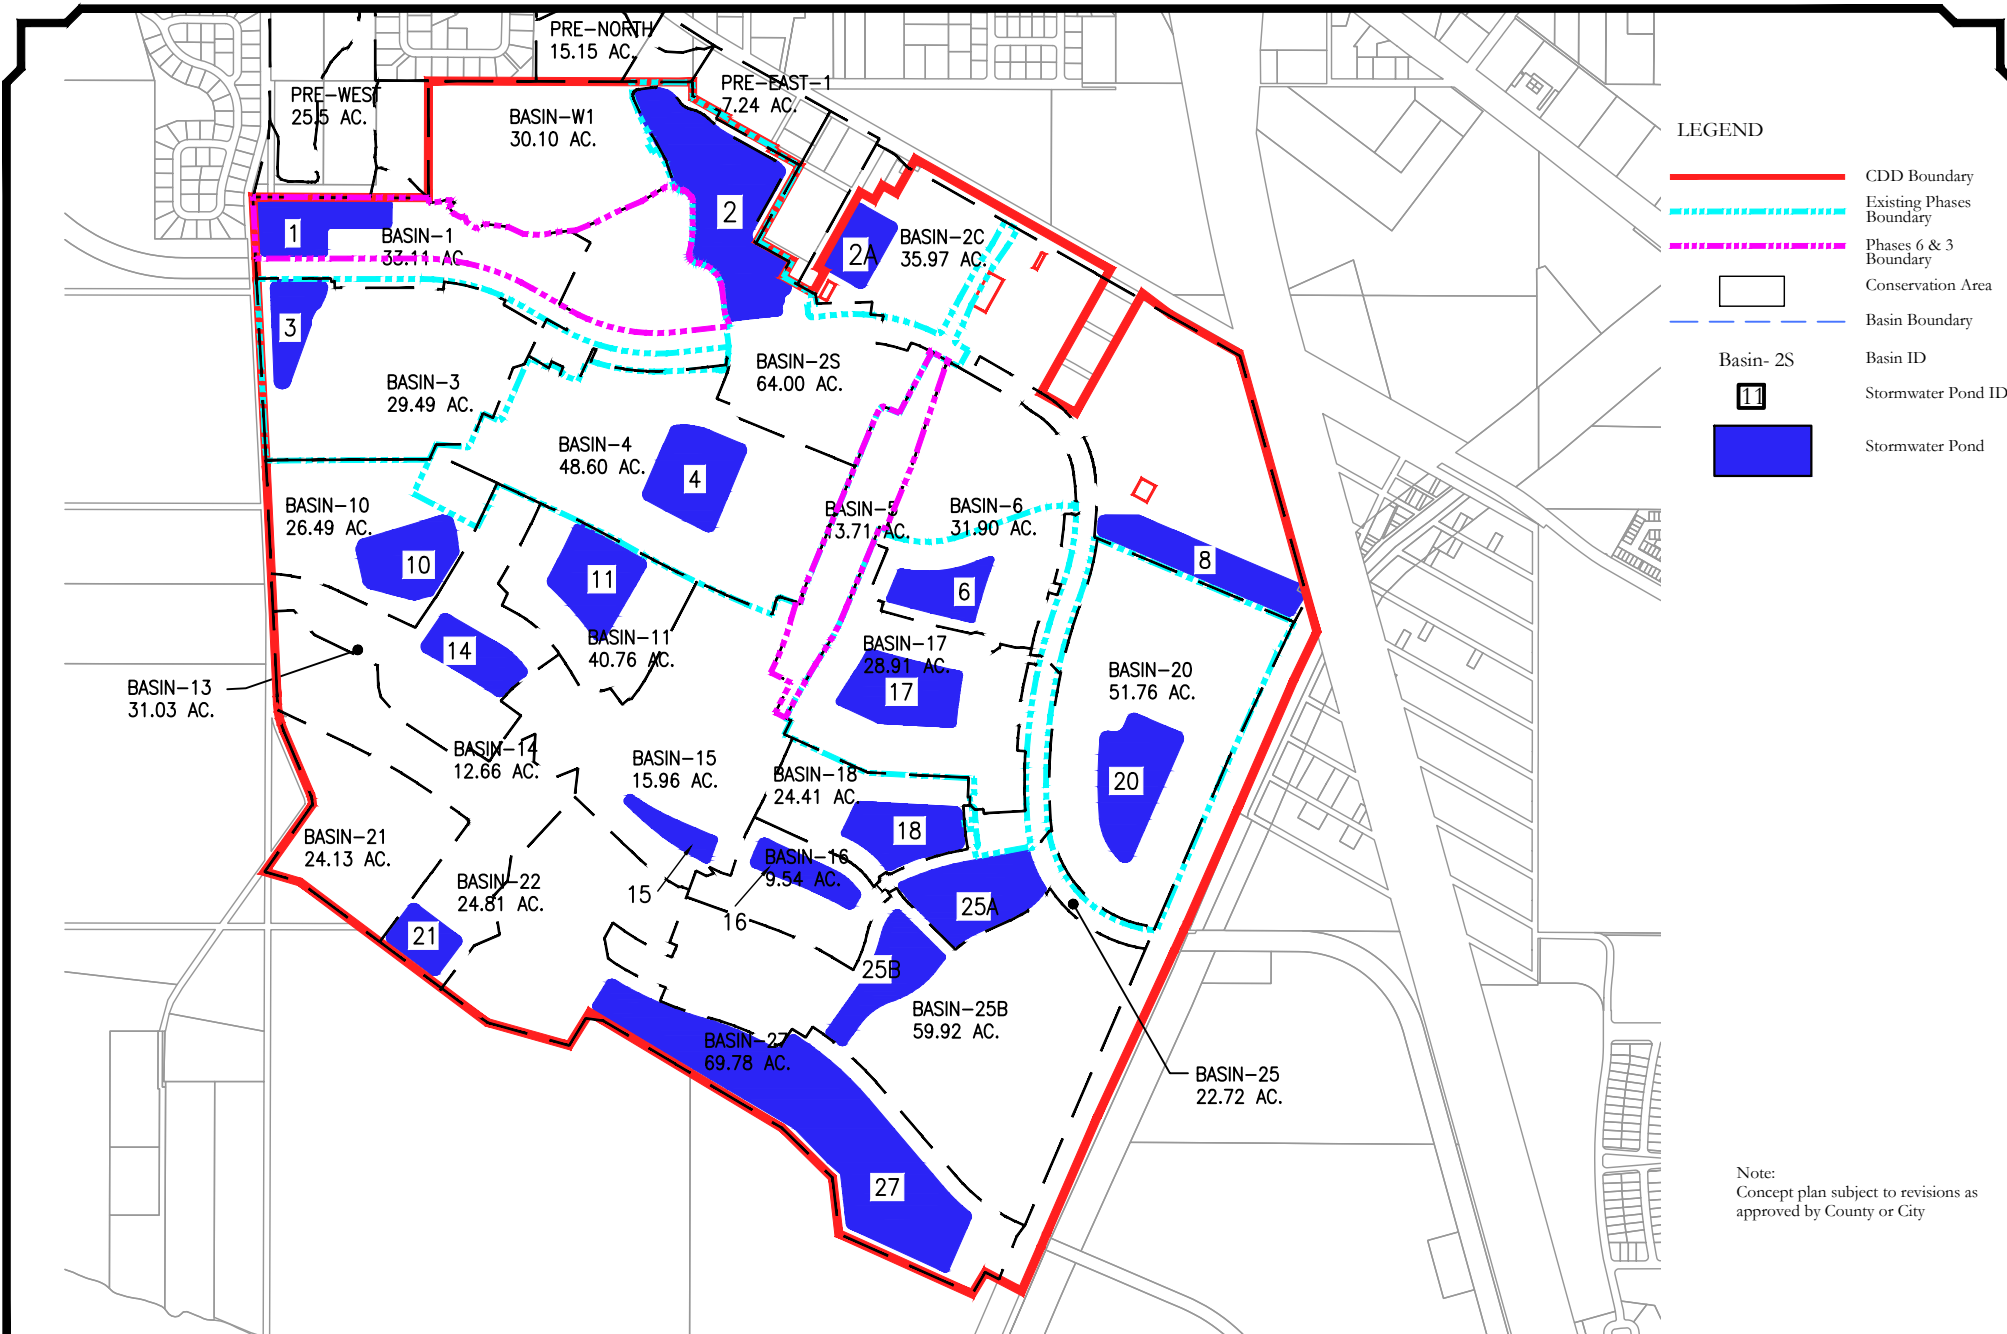 PRE-NORTH
15.15 AC.
PRE-WEST
25.5 AC.
PRE-EAST-1
7.24 AC.
BASIN-W1
30.10 AC.
2
1
BASIN-1
33.11 AC
2A
BASIN-2C
35.97 AC.
3
BASIN-3
29.49 AC.
BASIN-2S
64.00 AC.
BASIN-4
48.60 AC.
4
BASIN-10
26.49 AC.
BASIN-5
13.71 AC.
BASIN-6
31.90 AC.
10
11
6
8
BASIN-11
40.76 AC.
14
BASIN-17
28.91 AC.
17
BASIN-13
31.03 AC.
BASIN-20
51.76 AC.
20
BASIN-14
12.66 AC.
BASIN-15
15.96 AC.
BASIN-18
24.41 AC.
18
BASIN-21
24.13 AC.
BASIN-16
9.54 AC.
BASIN-22
24.81 AC.
15
16
25A
21
25B
BASIN-25B
59.92 AC.
BASIN-27
69.78 AC.
BASIN-25
22.72 AC.
27
LEGEND
CDD Boundary
Existing Phases
Boundary
Phases 6 & 3
Boundary
Conservation Area
Basin Boundary
Basin- 2S
Basin ID
11
Stormwater Pond ID
Stormwater Pond
Note:
Concept plan subject to revisions as
approved by County or City